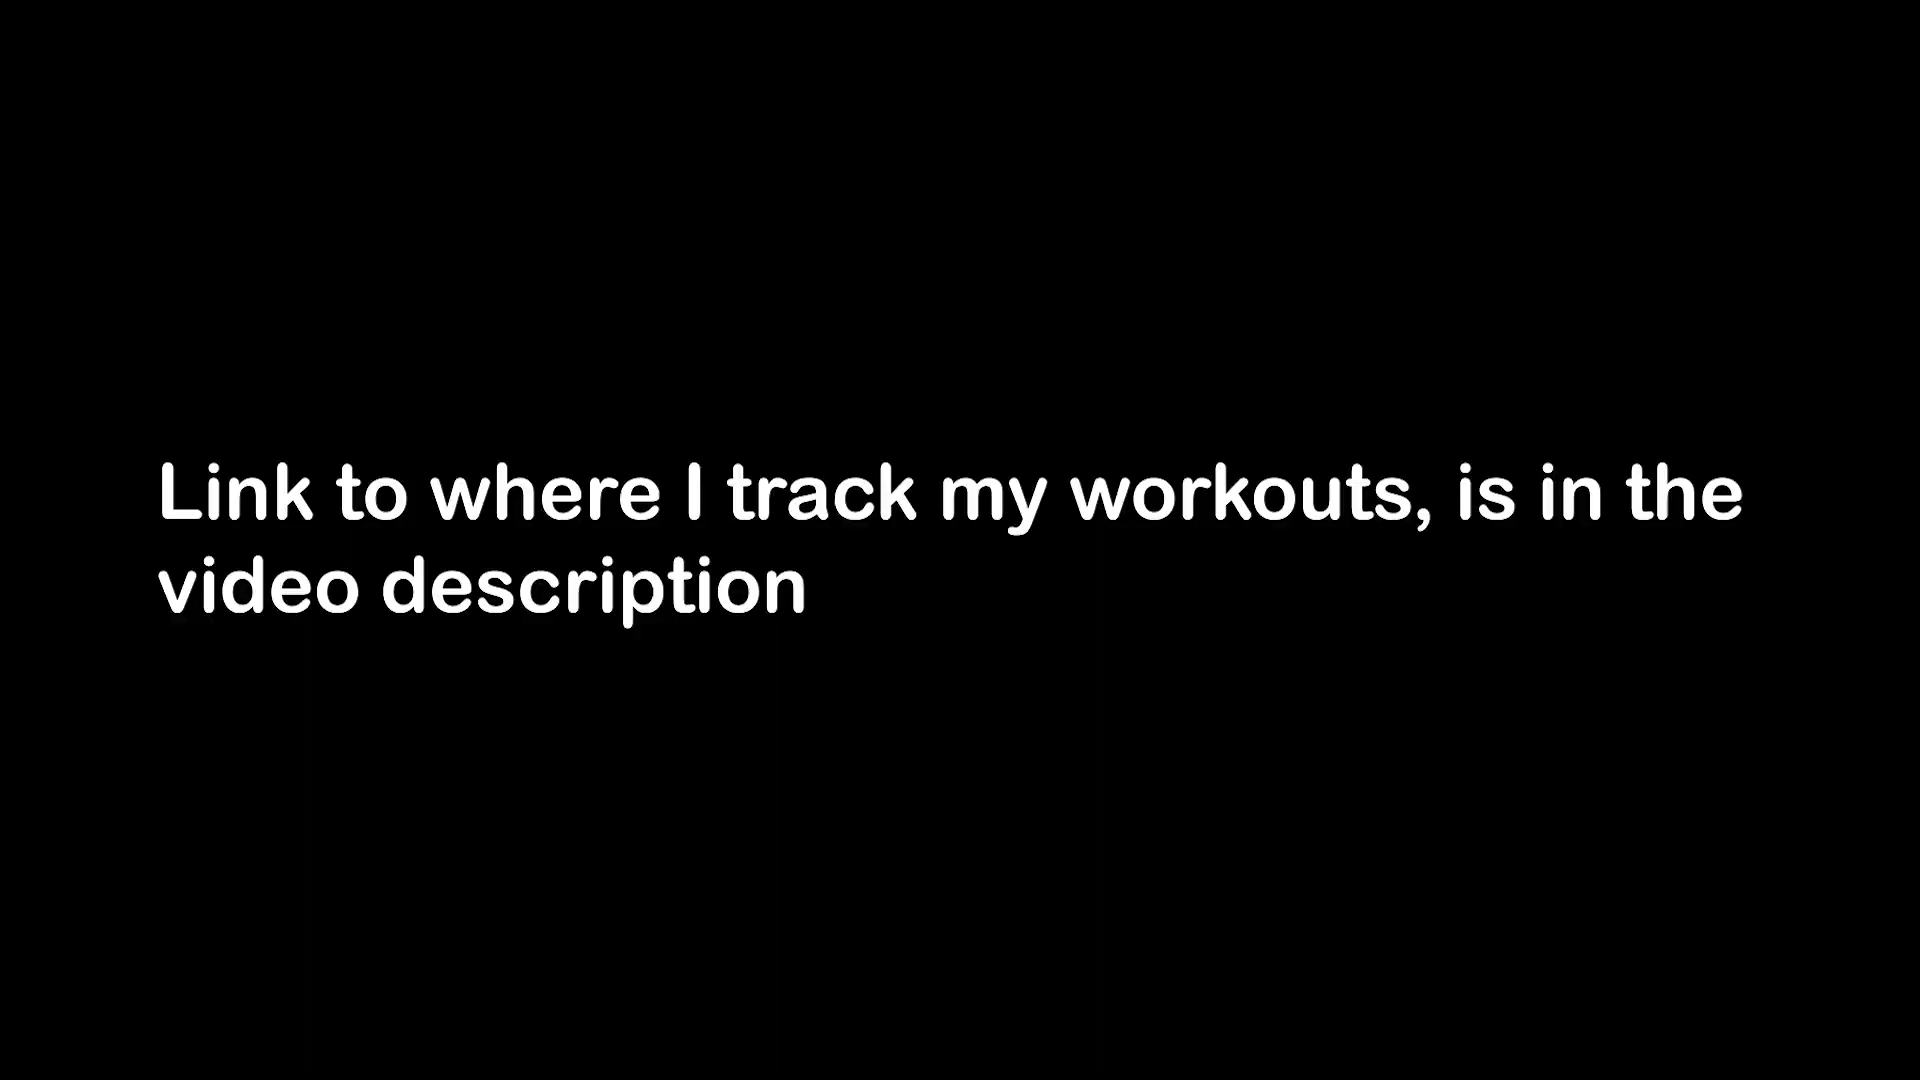 Link to where I track my workouts, is in the
video description